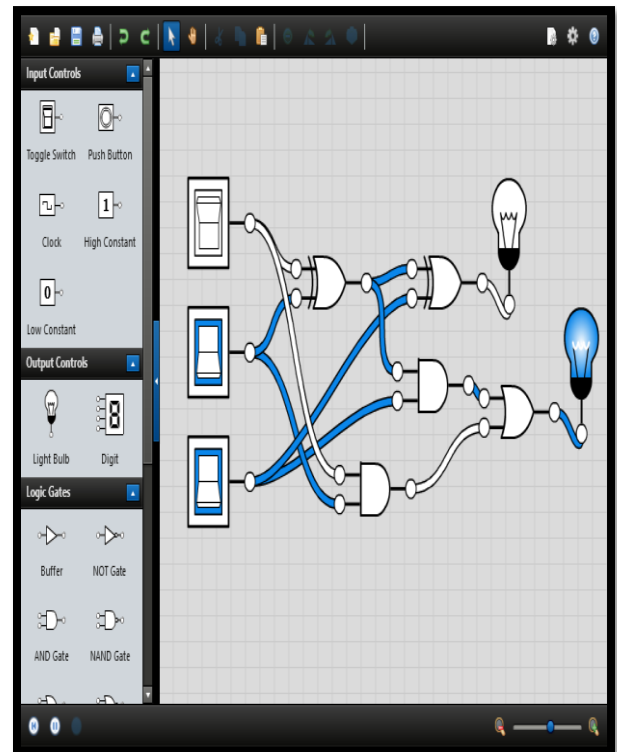 Input Controls
Toggle Switch Push Button
1
Clock High Constant
0
Low Constant
Output Controls
8
Light Bulb Digit
Logic Gates
Buffer NOT Gate
AND Gate NAND Gate